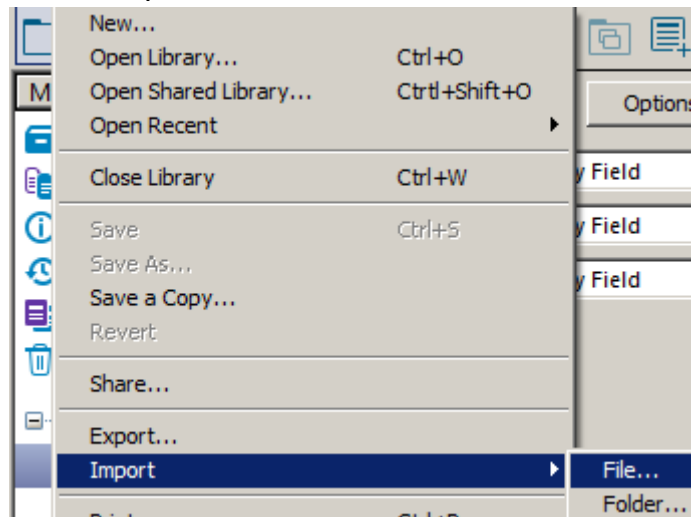 New...
Open Library... Ctrl+O
M Open Shared Library... Ctrtl+Shift+O Options
Open Recent
Close Library Ctrl+W y Field
Save Ctrl+S y Field
Save As...
Save a Copy... y Field
Revert
Share...
Export...
Import File...
Folder...